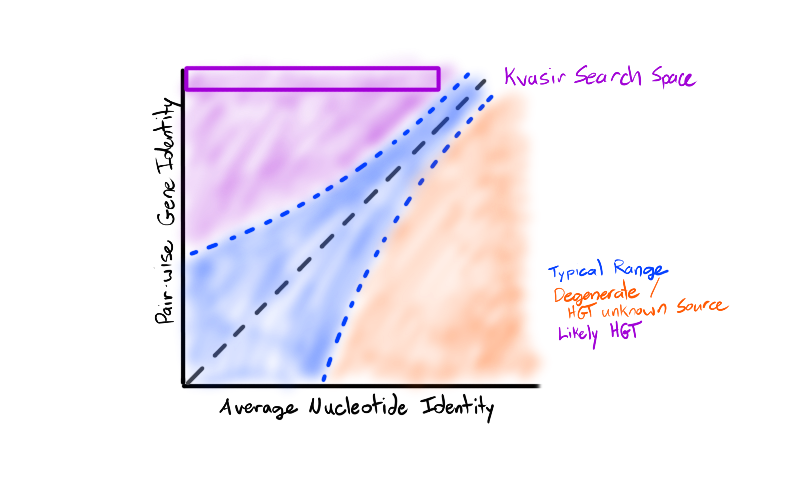 Kvasir Search Space
Pair-wise Gene Identity
Typical Range
Degenerate /
HGT unknown Source
Likely HGT
Average Nucleotide Identity